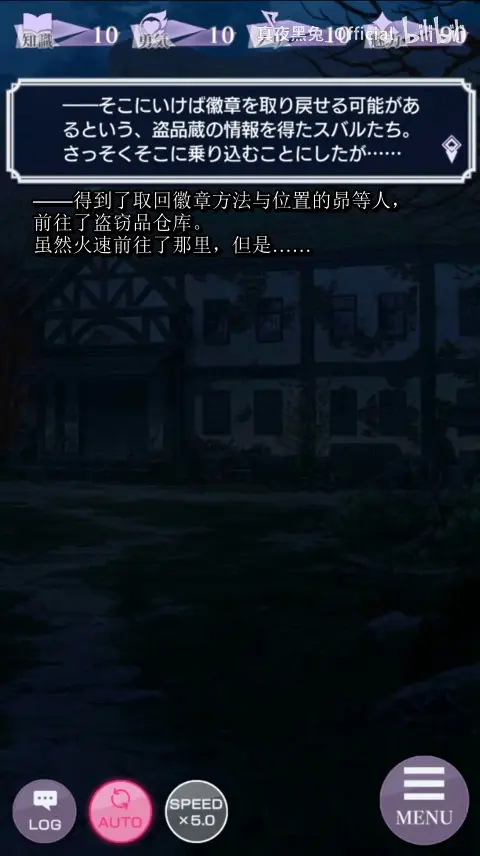 知識 10 勇気 10 10 90
真夜黑兔_Official bilibili
――そこにいけば徽章を取り戻せる可能があ
るという、盗品蔵の情報を得たスバルたち。
さっそくそこに乗り込むことにしたが……
——得到了取回徽章方法与位置的昴等人，
前往了盗窃品仓库。
虽然火速前往了那里，但是……
LOG
AUTO
SPEED
×5.0
MENU